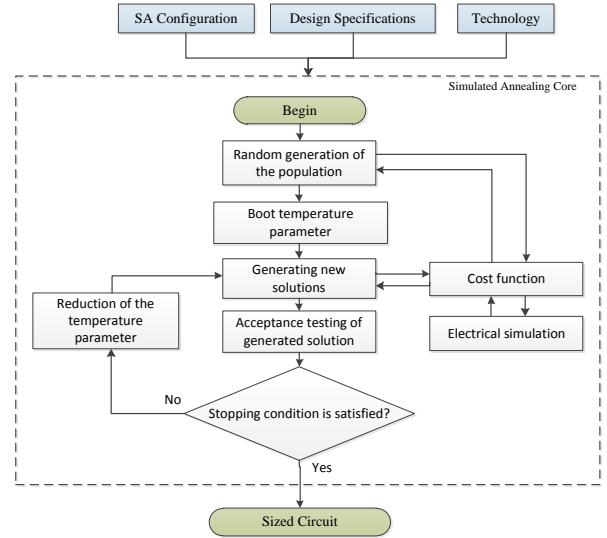 SA Configuration
Design Specifications
Technology
Simulated Annealing Core
Begin
Random generation of
the population
Boot temperature
parameter
Generating new
solutions
Cost function
Reduction of the
temperature
parameter
Acceptance testing of
generated solution
Electrical simulation
No
Stopping condition is satisfied?
Yes
Sized Circuit